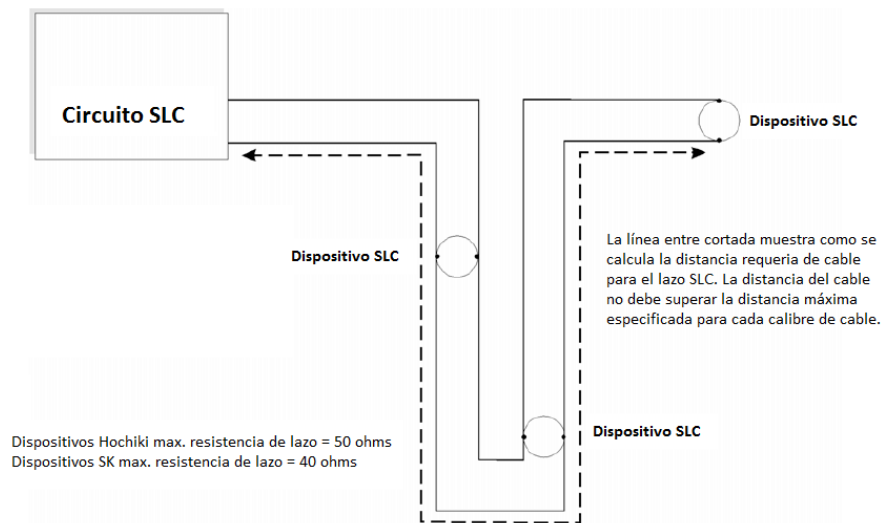 Circuito SLC
Dispositivo SLC
Dispositivo SLC
La línea entre cortada muestra como se
calcula la distancia requeria de cable
para el lazo SLC. La distancia del cable
no debe superar la distancia máxima
especificada para cada calibre de cable.
Dispositivo SLC
Dispositivos Hochiki max. resistencia de lazo = 50 ohms
Dispositivos SK max. resistencia de lazo = 40 ohms